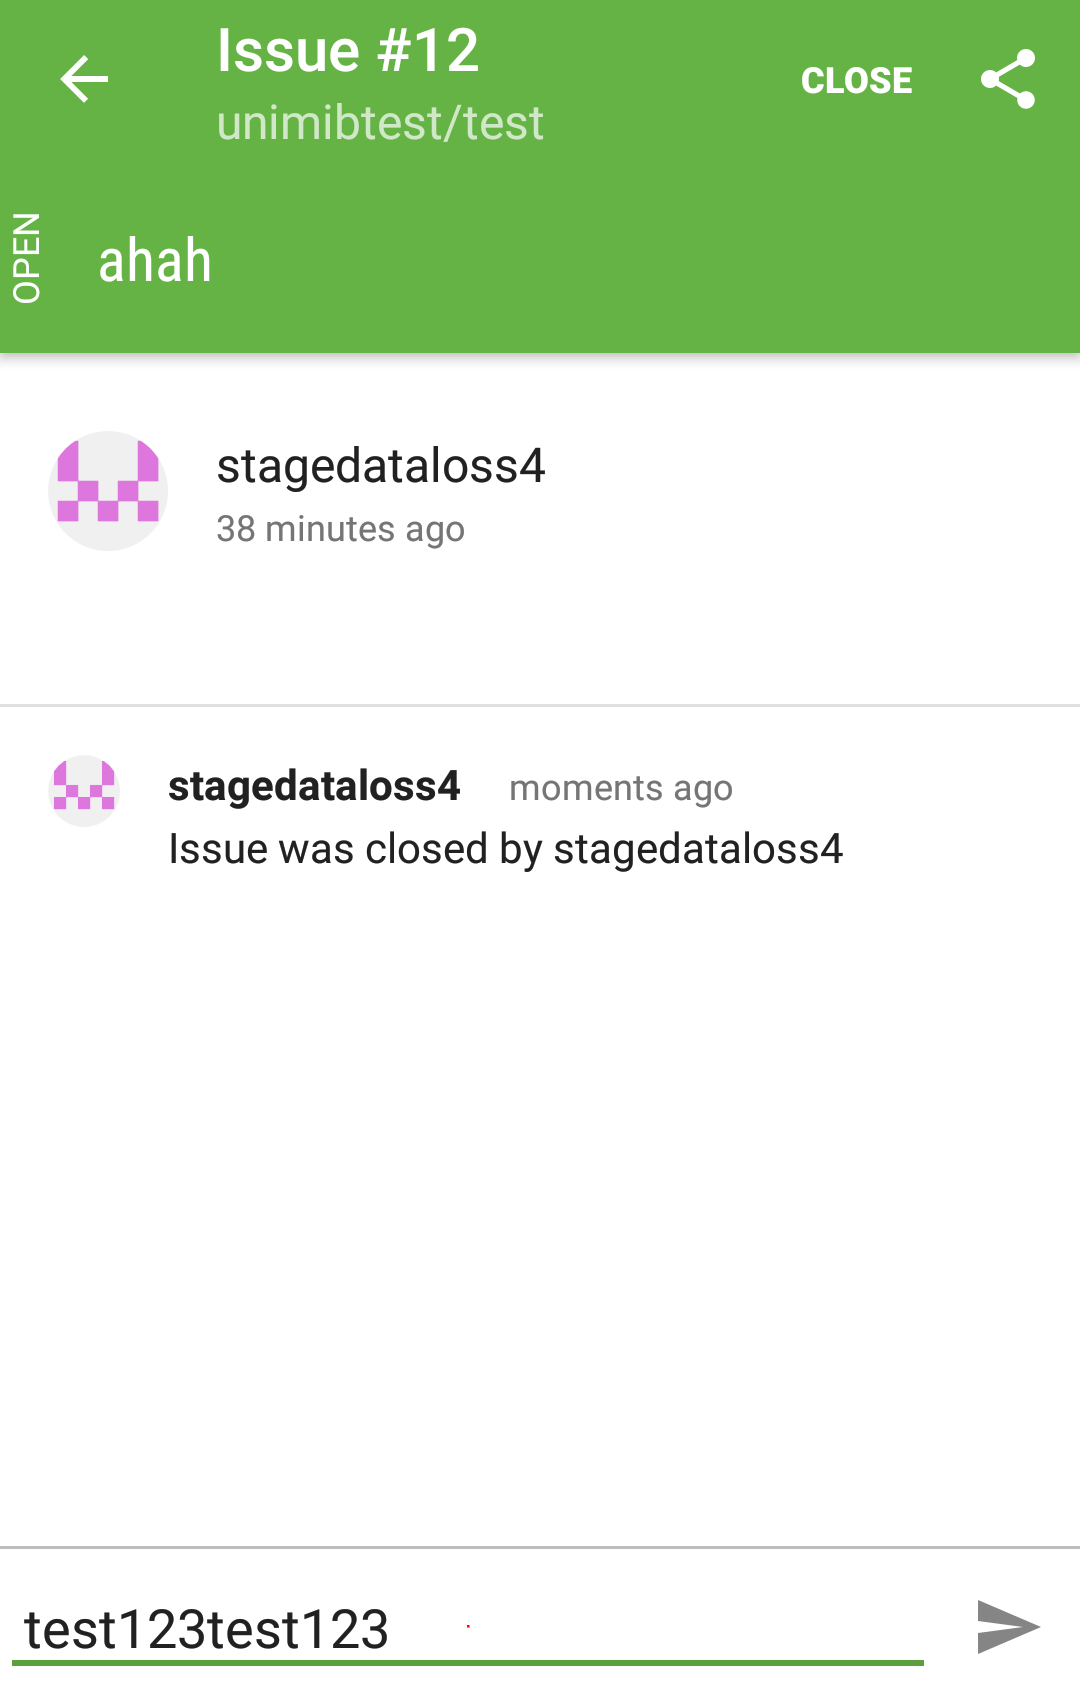 Issue #12
unimibtest/test
CLOSE
OPEN
ahah
stagedataloss4
38 minutes ago
stagedataloss4 moments ago
Issue was closed by stagedataloss4
test123test123